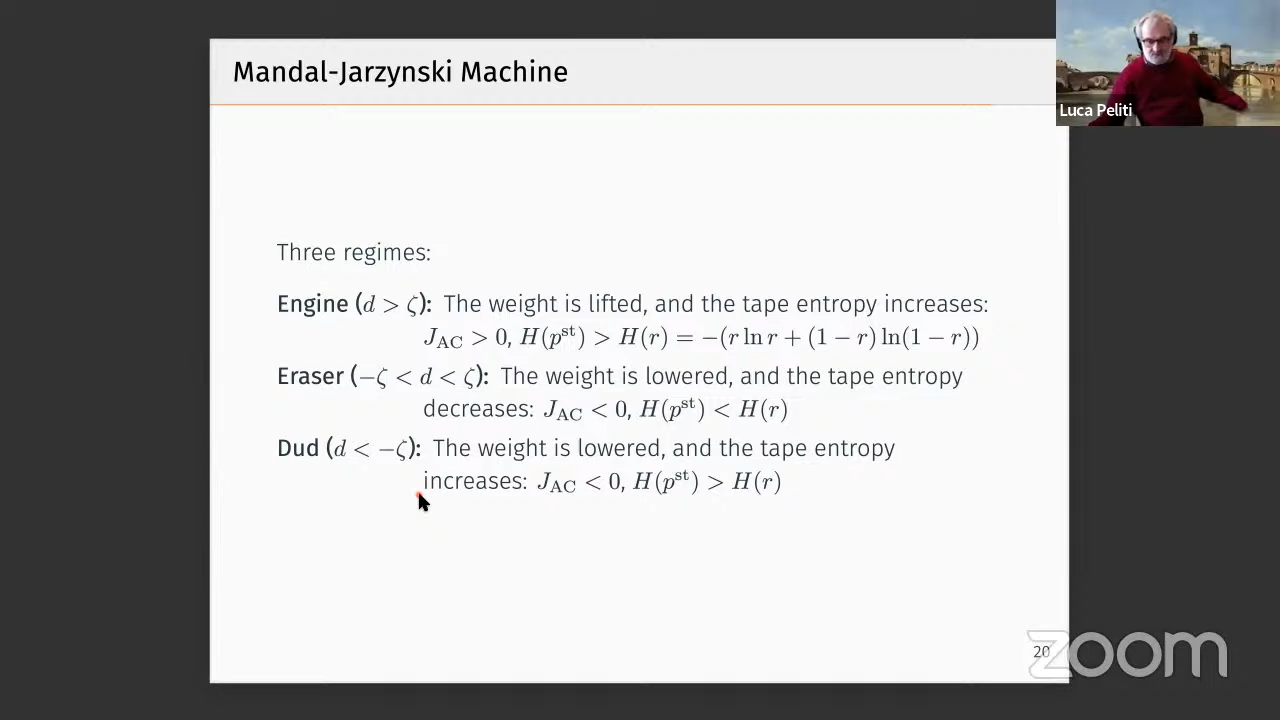 Mandal-Jarzynski Machine
Luca Peliti
Three regimes:
Engine (d > ζ): The weight is lifted, and the tape entropy increases:
J_AC > 0, H(p^st) > H(r) = −(r ln r + (1 − r) ln(1 − r))
Eraser (−ζ < d < ζ): The weight is lowered, and the tape entropy
decreases: J_AC < 0, H(p^st) < H(r)
Dud (d < −ζ): The weight is lowered, and the tape entropy
increases: J_AC < 0, H(p^st) > H(r)
20
zoom